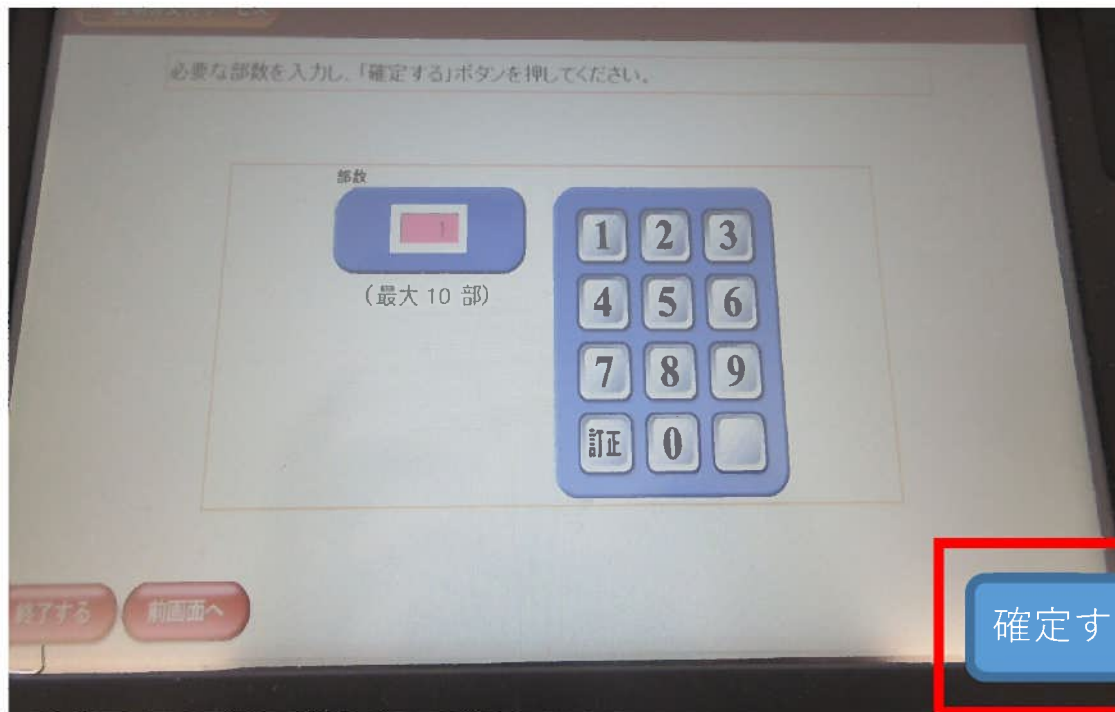 必要な部数を入力し、「確定する」ボタンを押してください。
部数
1
(最大 10 部)
1 2 3
4 5 6
7 8 9
訂正 0
終了する 前画面へ
確定す